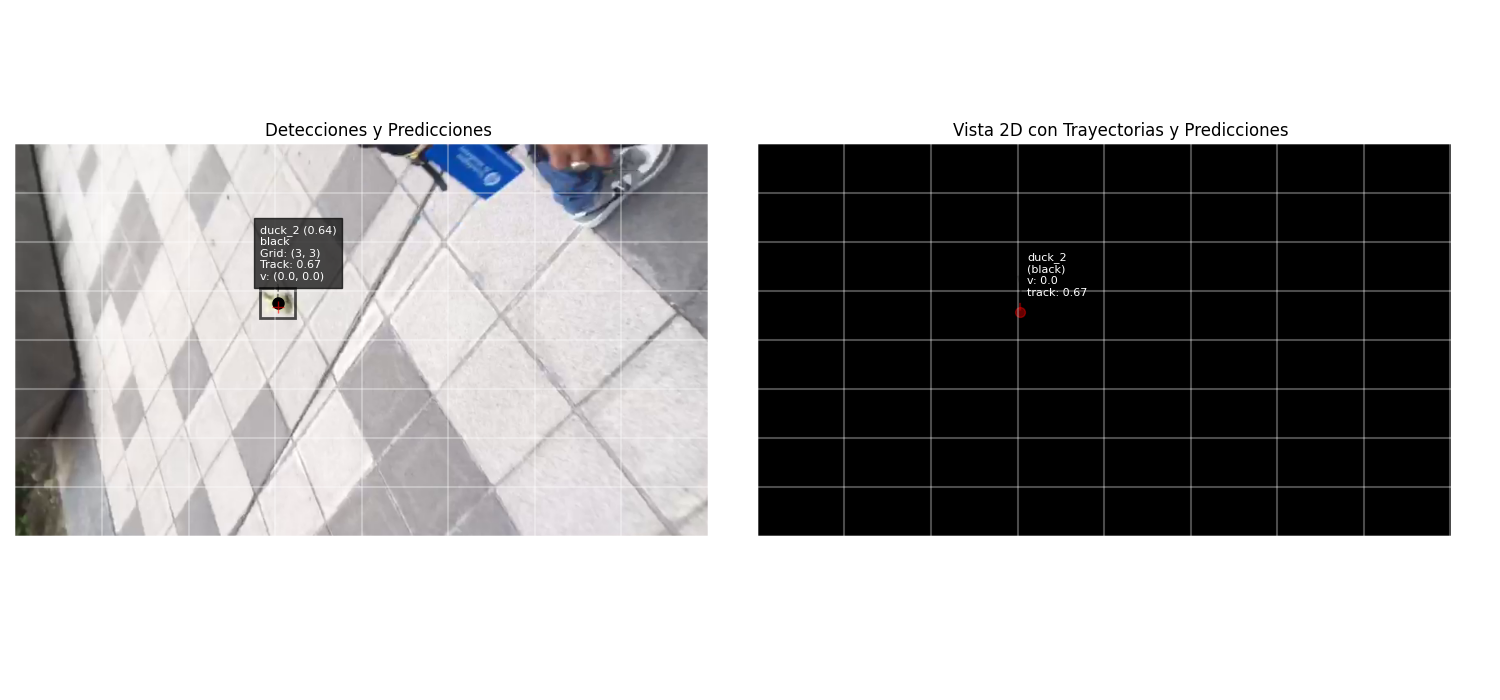 Detecciones y Predicciones
duck_2 (0.64)
black
Grid: (3, 3)
Track: 0.67
v: (0.0, 0.0)
Vista 2D con Trayectorias y Predicciones
duck_2
(black)
v: 0.0
track: 0.67